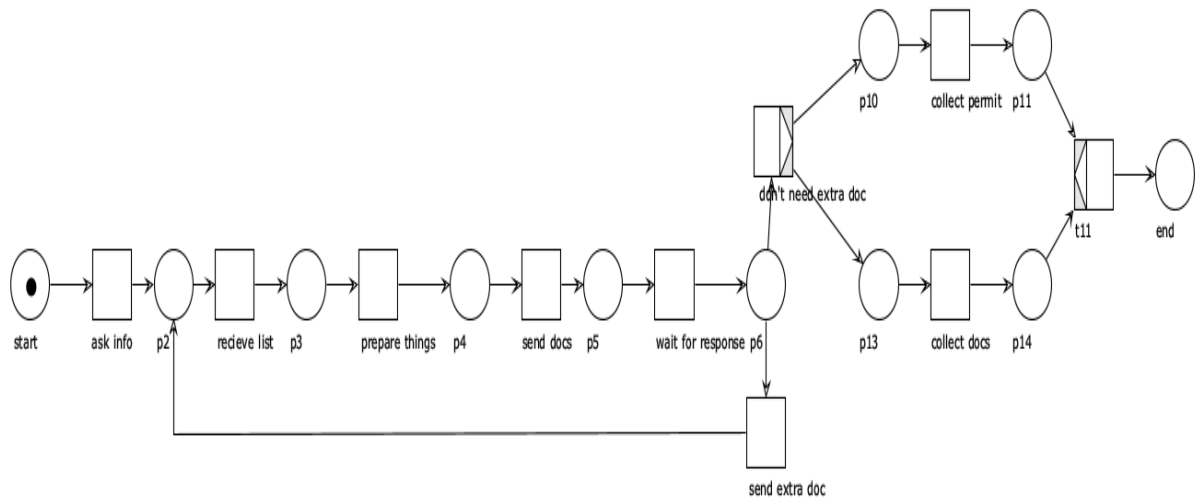 p10
collect permit
p11
don't need extra doc
t11
end
start
ask info
p2
recieve list
p3
prepare things
p4
send docs
p5
wait for response
p6
p13
collect docs
p14
send extra doc